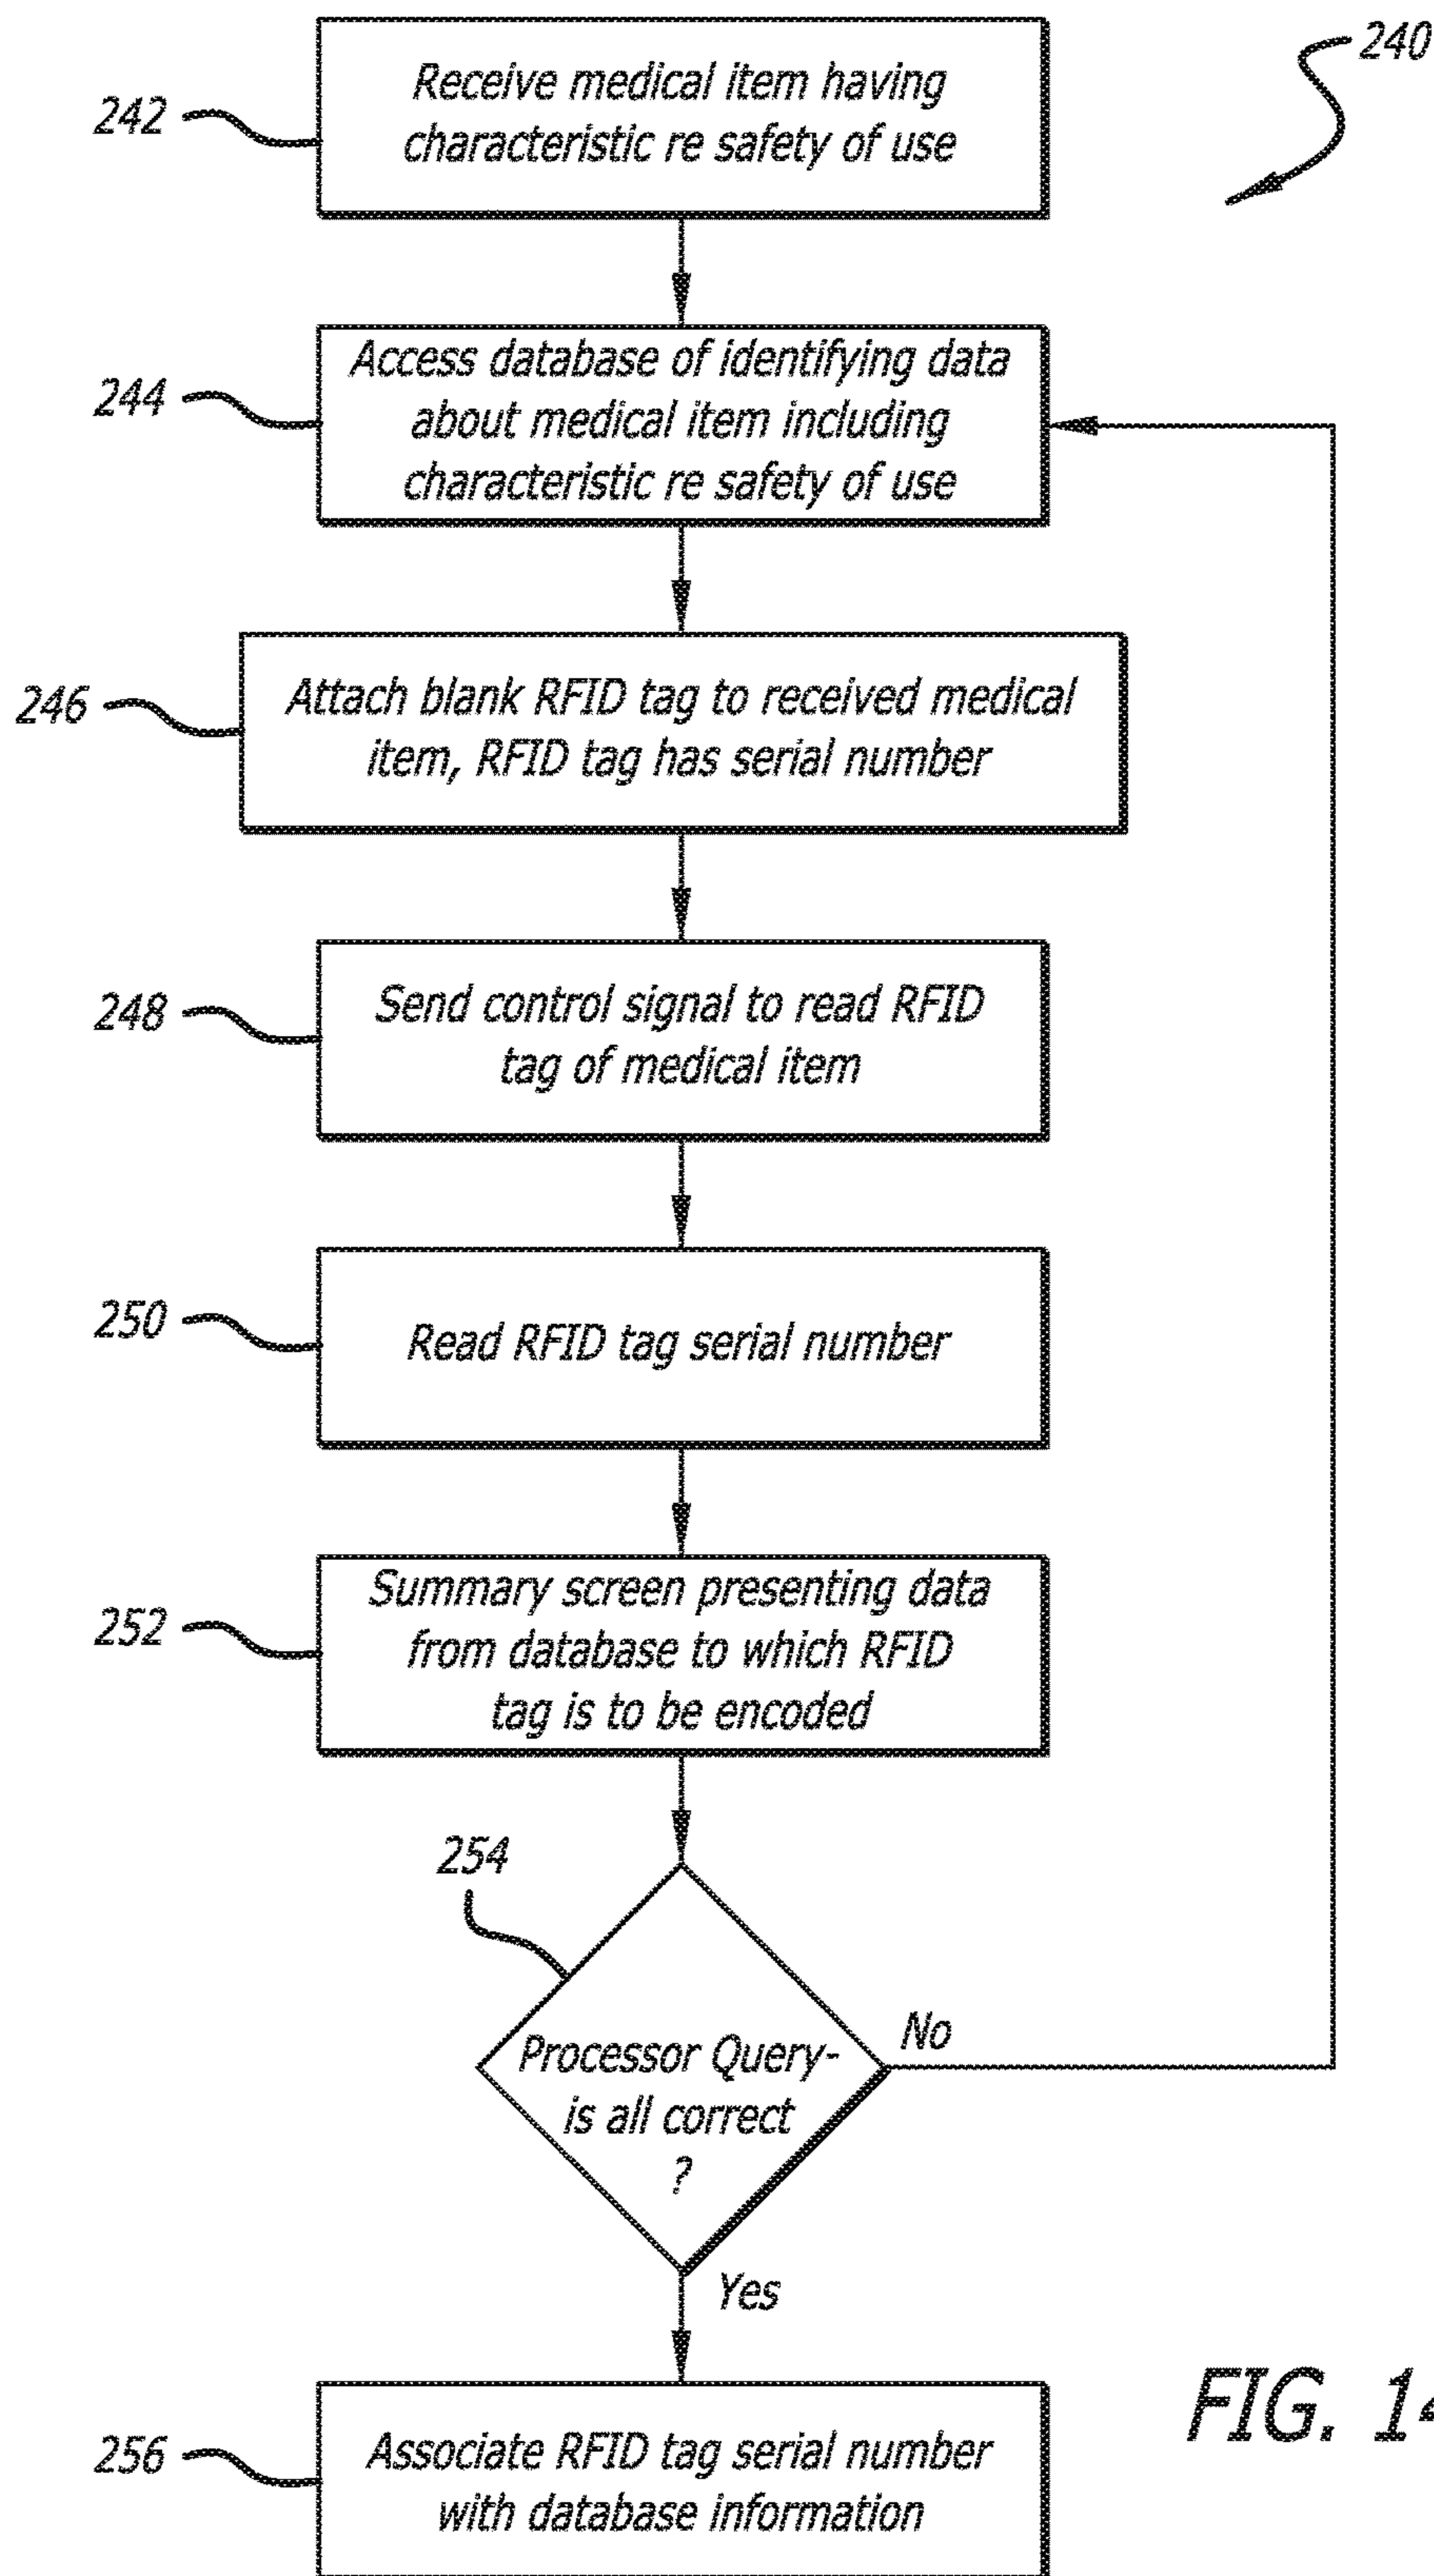 240
242
Receive medical item having
characteristic re safety of use
244
Access database of identifying data
about medical item including
characteristic re safety of use
246
Attach blank RFID tag to received medical
item, RFID tag has serial number
248
Send control signal to read RFID
tag of medical item
250
Read RFID tag serial number
252
Summary screen presenting data
from database to which RFID
tag is to be encoded
254
Processor Query-
is all correct
?
No
Yes
256
Associate RFID tag serial number
with database information
FIG. 14